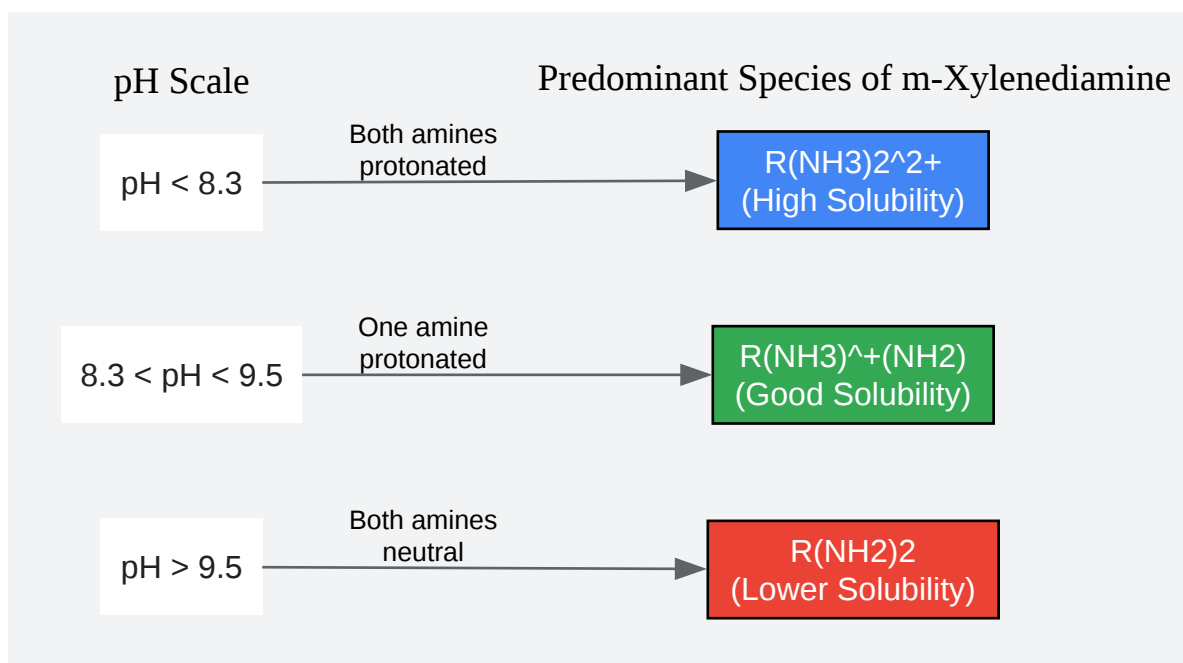 pH Scale
Predominant Species of m-Xylenediamine
pH < 8.3
Both amines
protonated
R(NH3)2^2+
(High Solubility)
8.3 < pH < 9.5
One amine
protonated
R(NH3)^+(NH2)
(Good Solubility)
pH > 9.5
Both amines
neutral
R(NH2)2
(Lower Solubility)